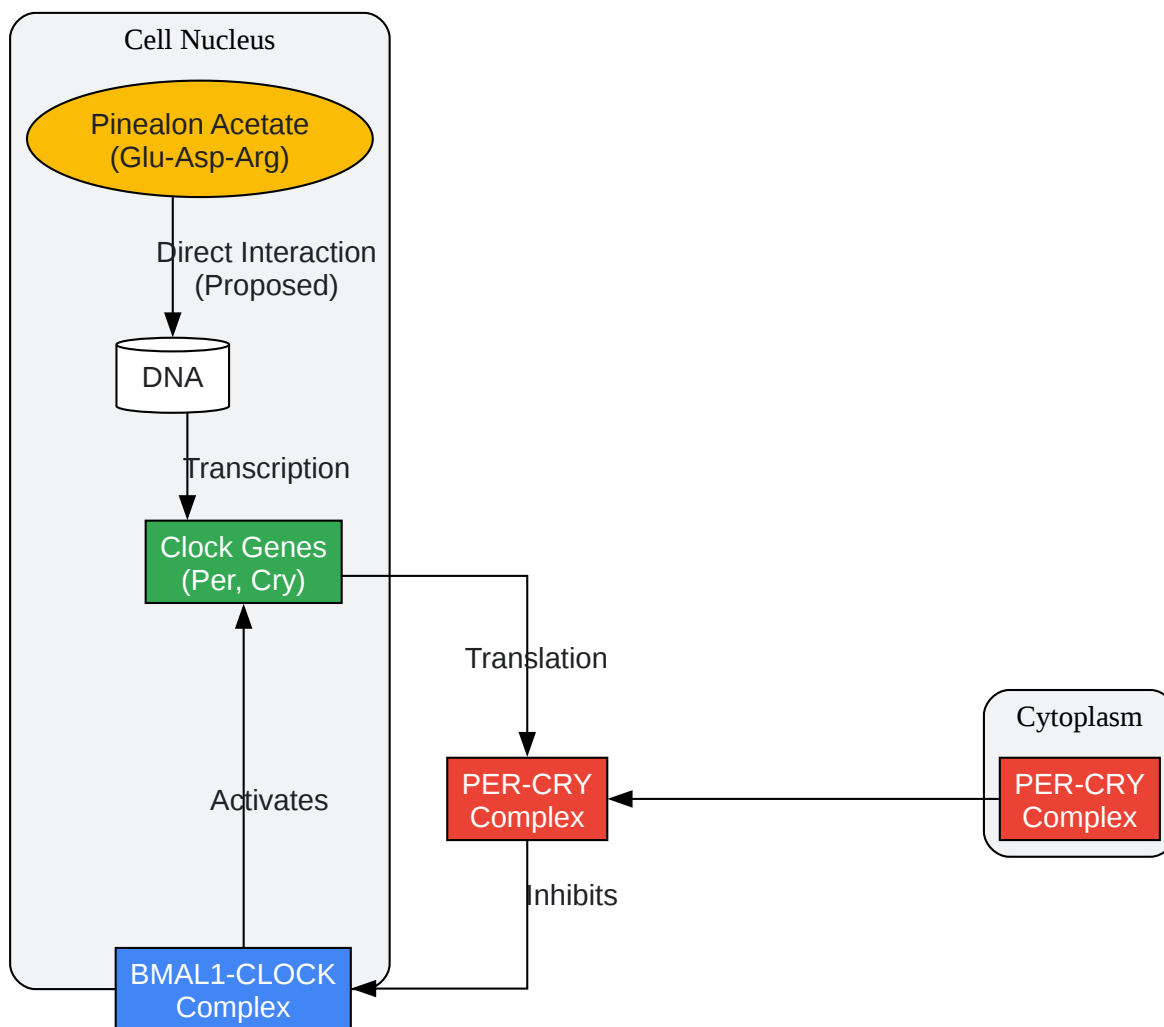 Cell Nucleus
Pinealon Acetate
(Glu-Asp-Arg)
Direct Interaction
(Proposed)
DNA
Transcription
Clock Genes
(Per, Cry)
Translation
Cytoplasm
Activates
PER-CRY
Complex
PER-CRY
Complex
Inhibits
BMAL1-CLOCK
Complex